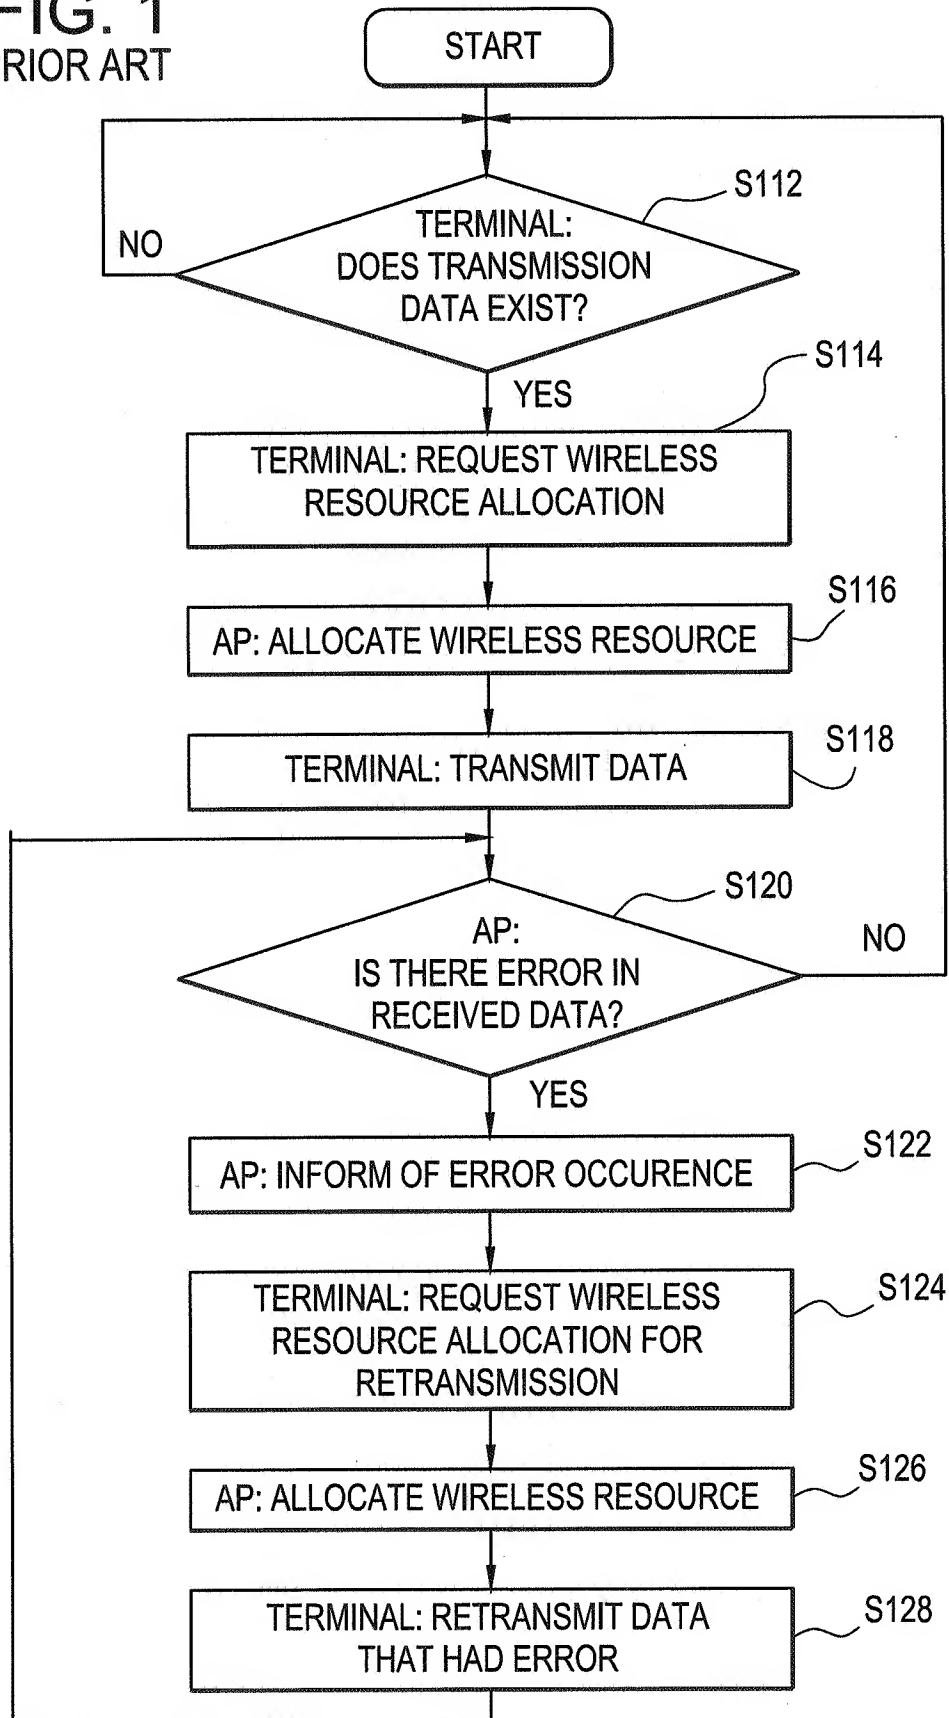 FIG. 1
RIOR ART
START
S112
TERMINAL:
DOES TRANSMISSION
DATA EXIST?
NO
S114
YES
TERMINAL: REQUEST WIRELESS
RESOURCE ALLOCATION
S116
AP: ALLOCATE WIRELESS RESOURCE
S118
TERMINAL: TRANSMIT DATA
S120
AP:
IS THERE ERROR IN
RECEIVED DATA?
NO
YES
S122
AP: INFORM OF ERROR OCCURENCE
S124
TERMINAL: REQUEST WIRELESS
RESOURCE ALLOCATION FOR
RETRANSMISSION
S126
AP: ALLOCATE WIRELESS RESOURCE
S128
TERMINAL: RETRANSMIT DATA
THAT HAD ERROR